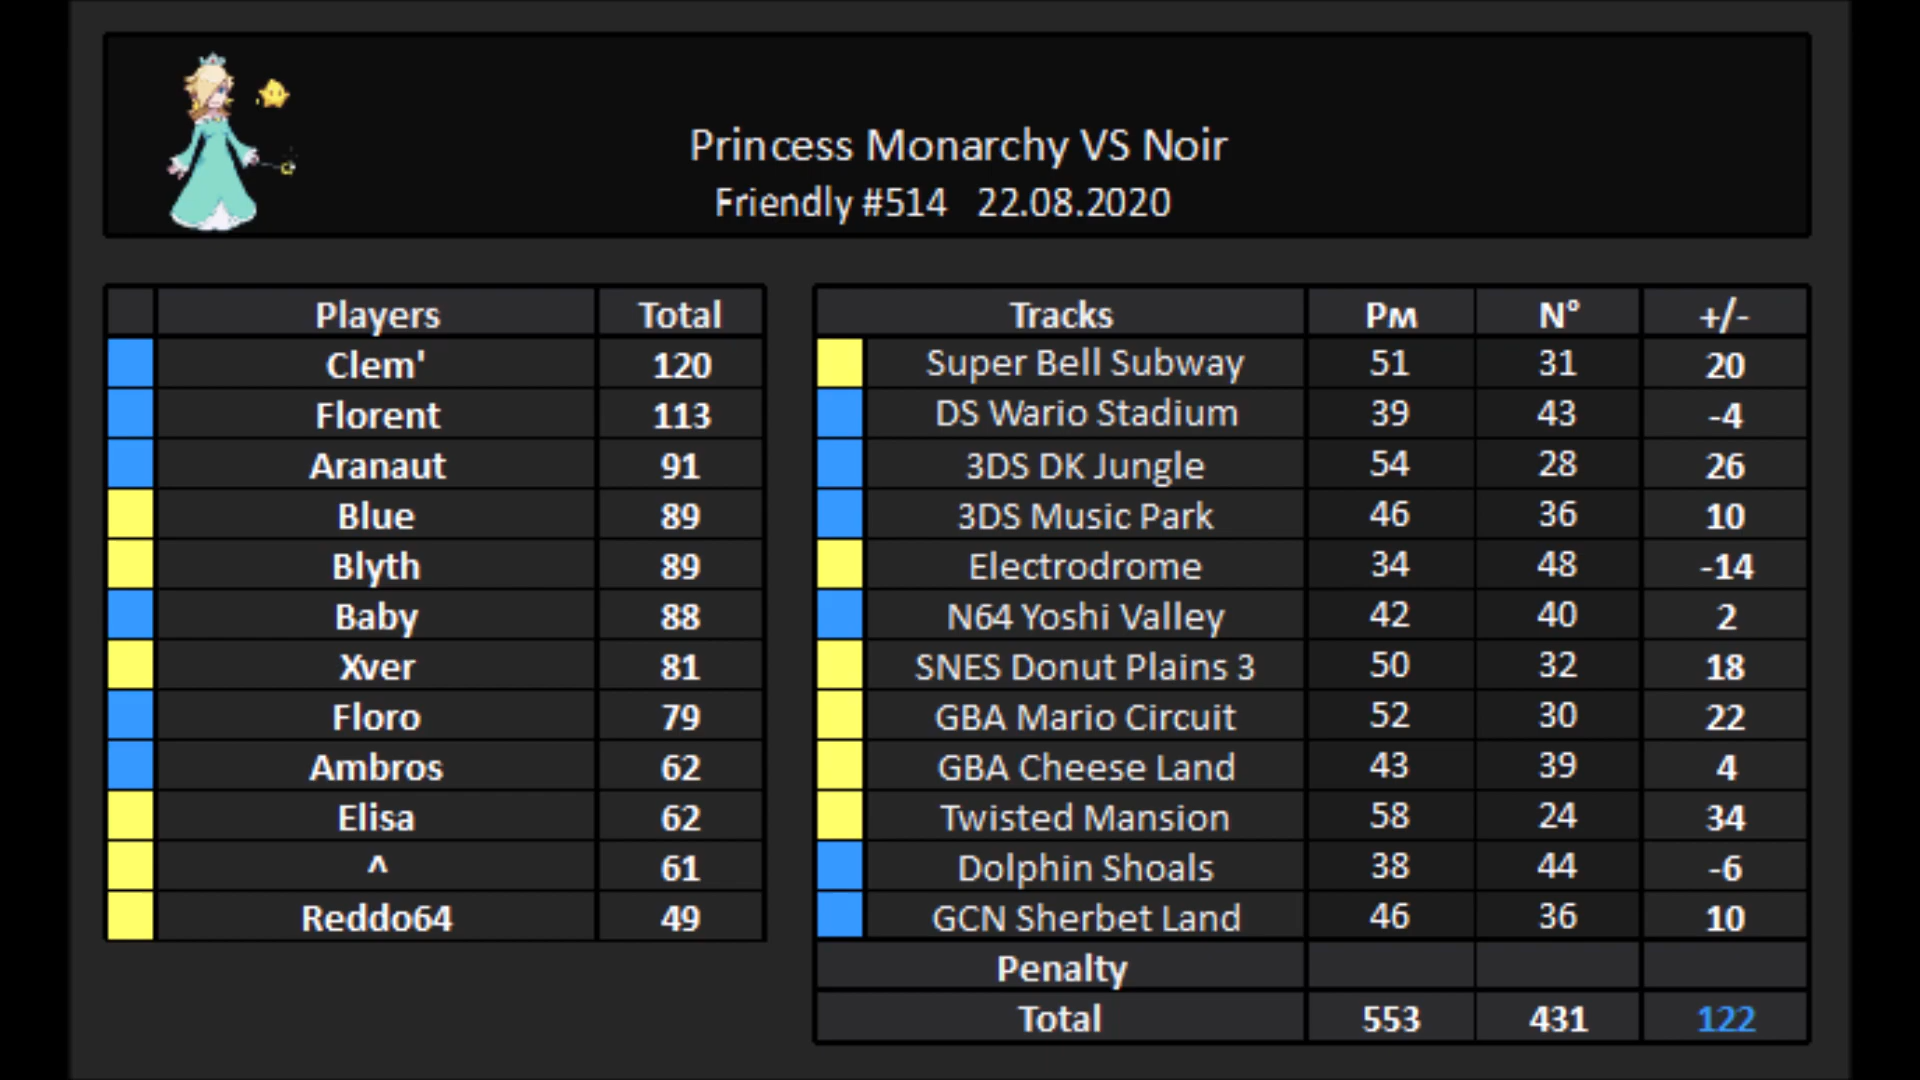 Princess Monarchy VS Noir
Friendly #514 22.08.2020
Players Total
Clem' 120
Florent 113
Aranaut 91
Blue 89
Blyth 89
Baby 88
Xver 81
Floro 79
Ambros 62
Elisa 62
^ 61
Reddo64 49
Tracks Pм N° +/-
Super Bell Subway 51 31 20
DS Wario Stadium 39 43 -4
3DS DK Jungle 54 28 26
3DS Music Park 46 36 10
Electrodrome 34 48 -14
N64 Yoshi Valley 42 40 2
SNES Donut Plains 3 50 32 18
GBA Mario Circuit 52 30 22
GBA Cheese Land 43 39 4
Twisted Mansion 58 24 34
Dolphin Shoals 38 44 -6
GCN Sherbet Land 46 36 10
Penalty
Total 553 431 122